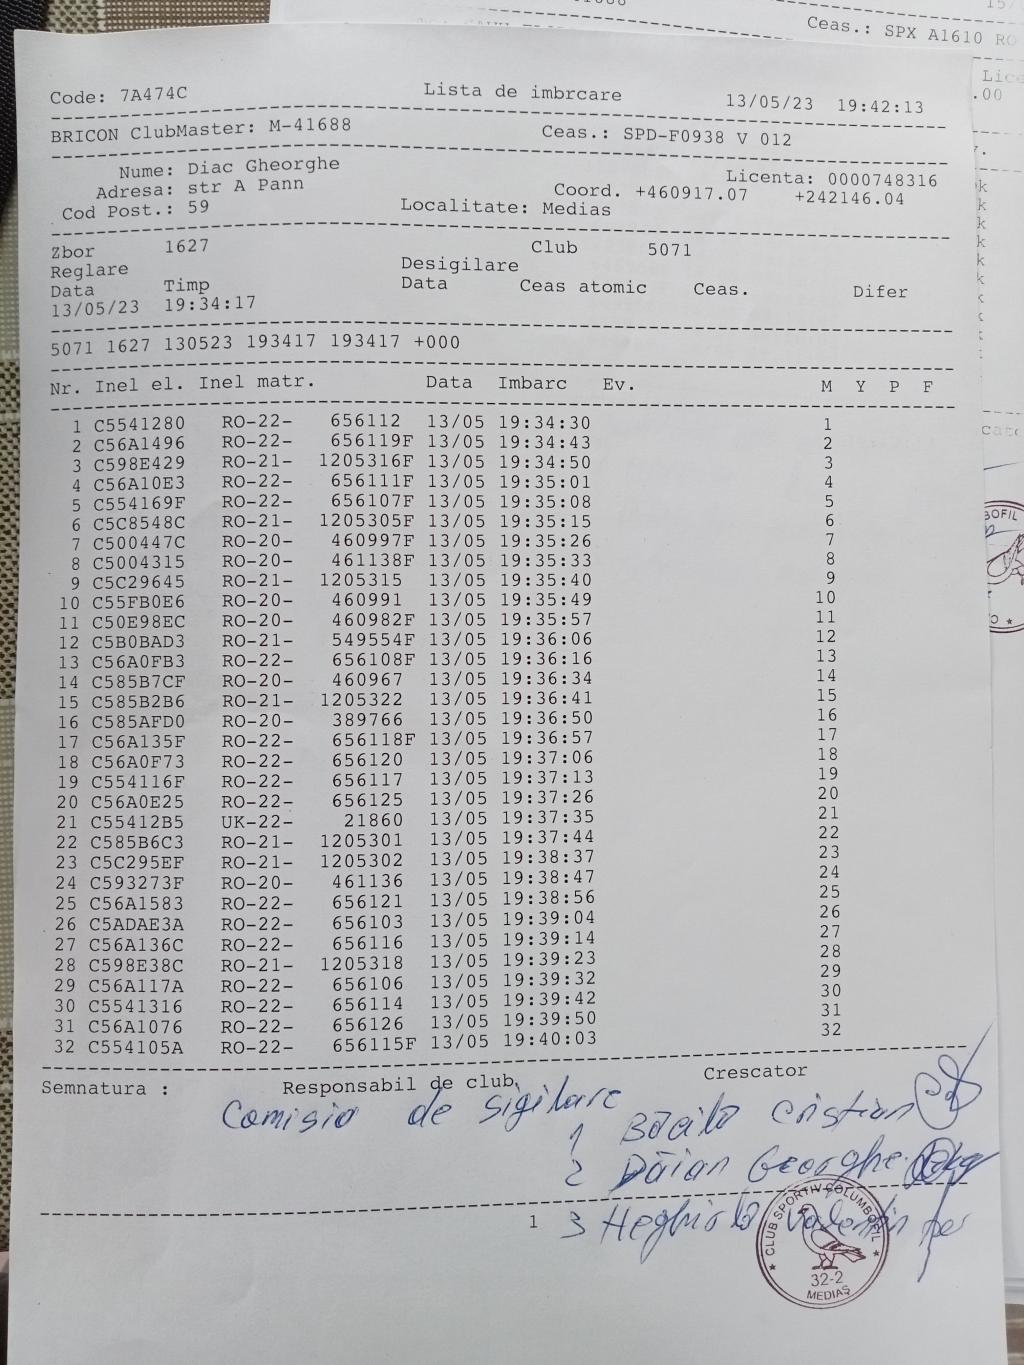 Ceas.: SPX A1610 RO
Code: 7A474C Lista de imbrcare 13/05/23 19:42:13
BRICON ClubMaster: M-41688 Ceas.: SPD-F0938 V 012
Nume: Diac Gheorghe Licenta: 0000748316
Adresa: str A Pann Coord. +460917.07 +242146.04
Cod Post.: 59 Localitate: Medias
Zbor 1627 Club 5071
Reglare Desigilare
Data Timp Data Ceas atomic Ceas. Difer
13/05/23 19:34:17
5071 1627 130523 193417 193417 +000
Nr. Inel el. Inel matr. Data Imbarc Ev. M Y P F
1 C5541280 RO-22- 656112 13/05 19:34:30 1
2 C56A1496 RO-22- 656119F 13/05 19:34:43 2
3 C598E429 RO-21- 1205316F 13/05 19:34:50 3
4 C56A10E3 RO-22- 656111F 13/05 19:35:01 4
5 C554169F RO-22- 656107F 13/05 19:35:08 5
6 C5C8548C RO-21- 1205305F 13/05 19:35:15 6
7 C500447C RO-20- 460997F 13/05 19:35:26 7
8 C5004315 RO-20- 461138F 13/05 19:35:33 8
9 C5C29645 RO-21- 1205315 13/05 19:35:40 9
10 C55FB0E6 RO-20- 460991 13/05 19:35:49 10
11 C50E98EC RO-20- 460982F 13/05 19:35:57 11
12 C5B0BAD3 RO-21- 549554F 13/05 19:36:06 12
13 C56A0FB3 RO-22- 656108F 13/05 19:36:16 13
14 C585B7CF RO-20- 460967 13/05 19:36:34 14
15 C585B2B6 RO-21- 1205322 13/05 19:36:41 15
16 C585AFD0 RO-20- 389766 13/05 19:36:50 16
17 C56A135F RO-22- 656118F 13/05 19:36:57 17
18 C56A0F73 RO-22- 656120 13/05 19:37:06 18
19 C554116F RO-22- 656117 13/05 19:37:13 19
20 C56A0E25 RO-22- 656125 13/05 19:37:26 20
21 C55412B5 UK-22- 21860 13/05 19:37:35 21
22 C585B6C3 RO-21- 1205301 13/05 19:37:44 22
23 C5C295EF RO-21- 1205302 13/05 19:38:37 23
24 C593273F RO-20- 461136 13/05 19:38:47 24
25 C56A1583 RO-22- 656121 13/05 19:38:56 25
26 C5ADAE3A RO-22- 656103 13/05 19:39:04 26
27 C56A136C RO-22- 656116 13/05 19:39:14 27
28 C598E38C RO-21- 1205318 13/05 19:39:23 28
29 C56A117A RO-22- 656106 13/05 19:39:32 29
30 C5541316 RO-22- 656114 13/05 19:39:42 30
31 C56A1076 RO-22- 656126 13/05 19:39:50 31
32 C554105A RO-22- 656115F 13/05 19:40:03 32
Semnatura : Responsabil de club. Crescator
Comisia de sigilare
1 Băcilă Cristian
2 Dăian Georghe
1
3 Valentin
CLUB SPORTIV COLUMBOFIL
32-2
MEDIAȘ